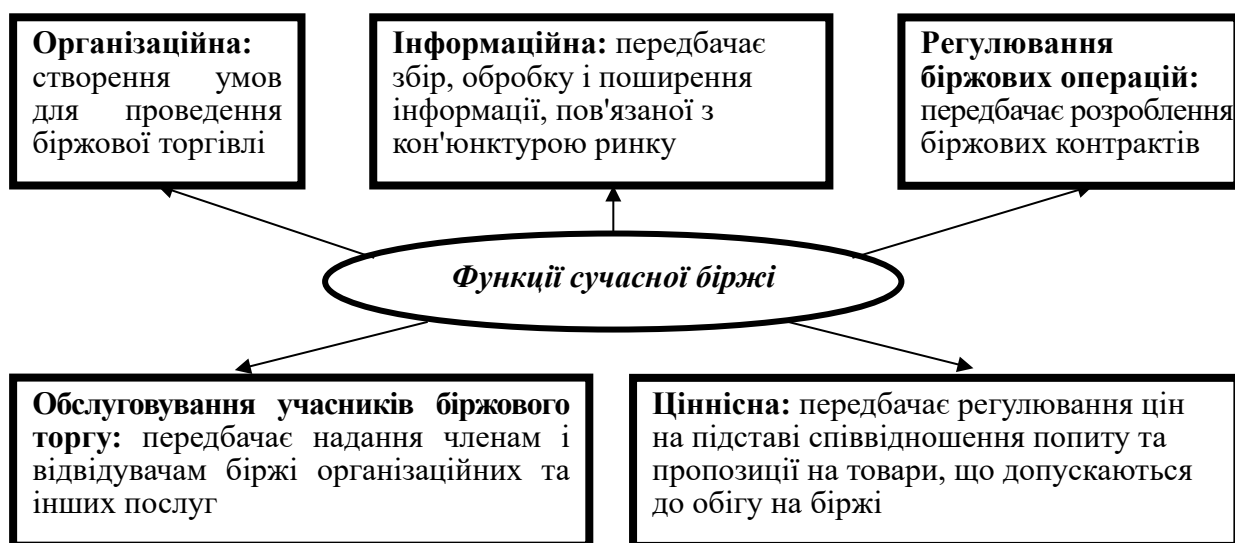 Організаційна:
створення умов
для проведення
біржової торгівлі
Інформаційна: передбачає
збір, обробку і поширення
інформації, пов'язаної з
кон'юнктурою ринку
Регулювання
біржових операцій:
передбачає розроблення
біржових контрактів
Функції сучасної біржі
Обслуговування учасників біржового
торгу: передбачає надання членам і
відвідувачам біржі організаційних та
інших послуг
Ціннісна: передбачає регулювання цін
на підставі співвідношення попиту та
пропозиції на товари, що допускаються
до обігу на біржі